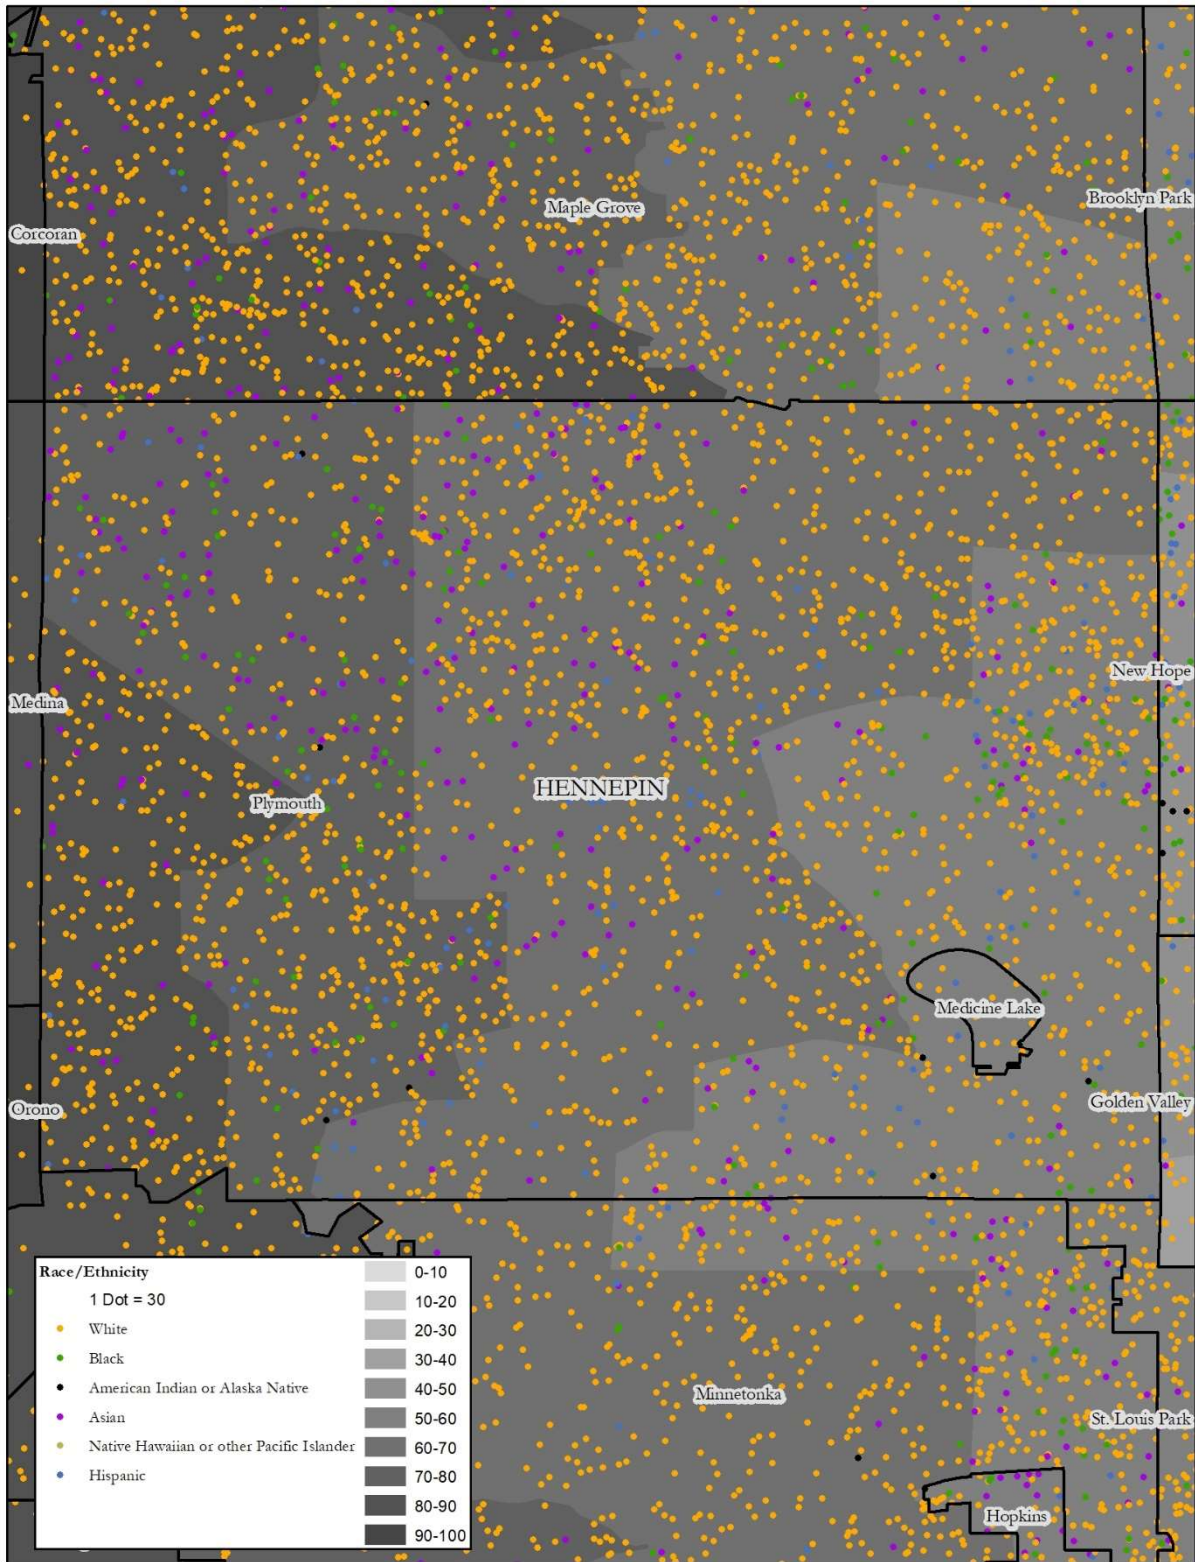 Maple Grove
Brooklyn Park
Corcoran
New Hope
Medina
HENNEPIN
Plymouth
Medicine Lake
Golden Valley
Orono
Minnetonka
St. Louis Park
Hopkins
Race/Ethnicity
1 Dot = 30
White
Black
American Indian or Alaska Native
Asian
Native Hawaiian or other Pacific Islander
Hispanic
0-10
10-20
20-30
30-40
40-50
50-60
60-70
70-80
80-90
90-100